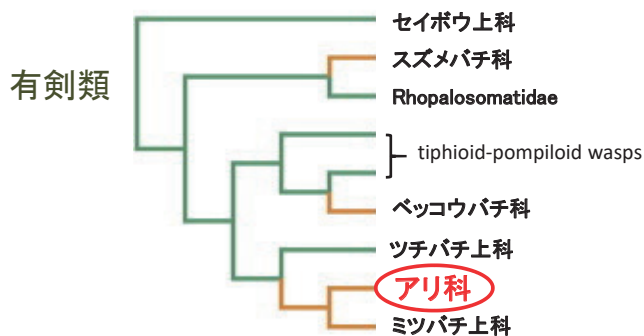 セイボウ上科
スズメバチ科
有剣類
Rhopalosomatidae
tiphioid-pompiloid wasps
ベッコウバチ科
ツチバチ上科
アリ科
ミツバチ上科